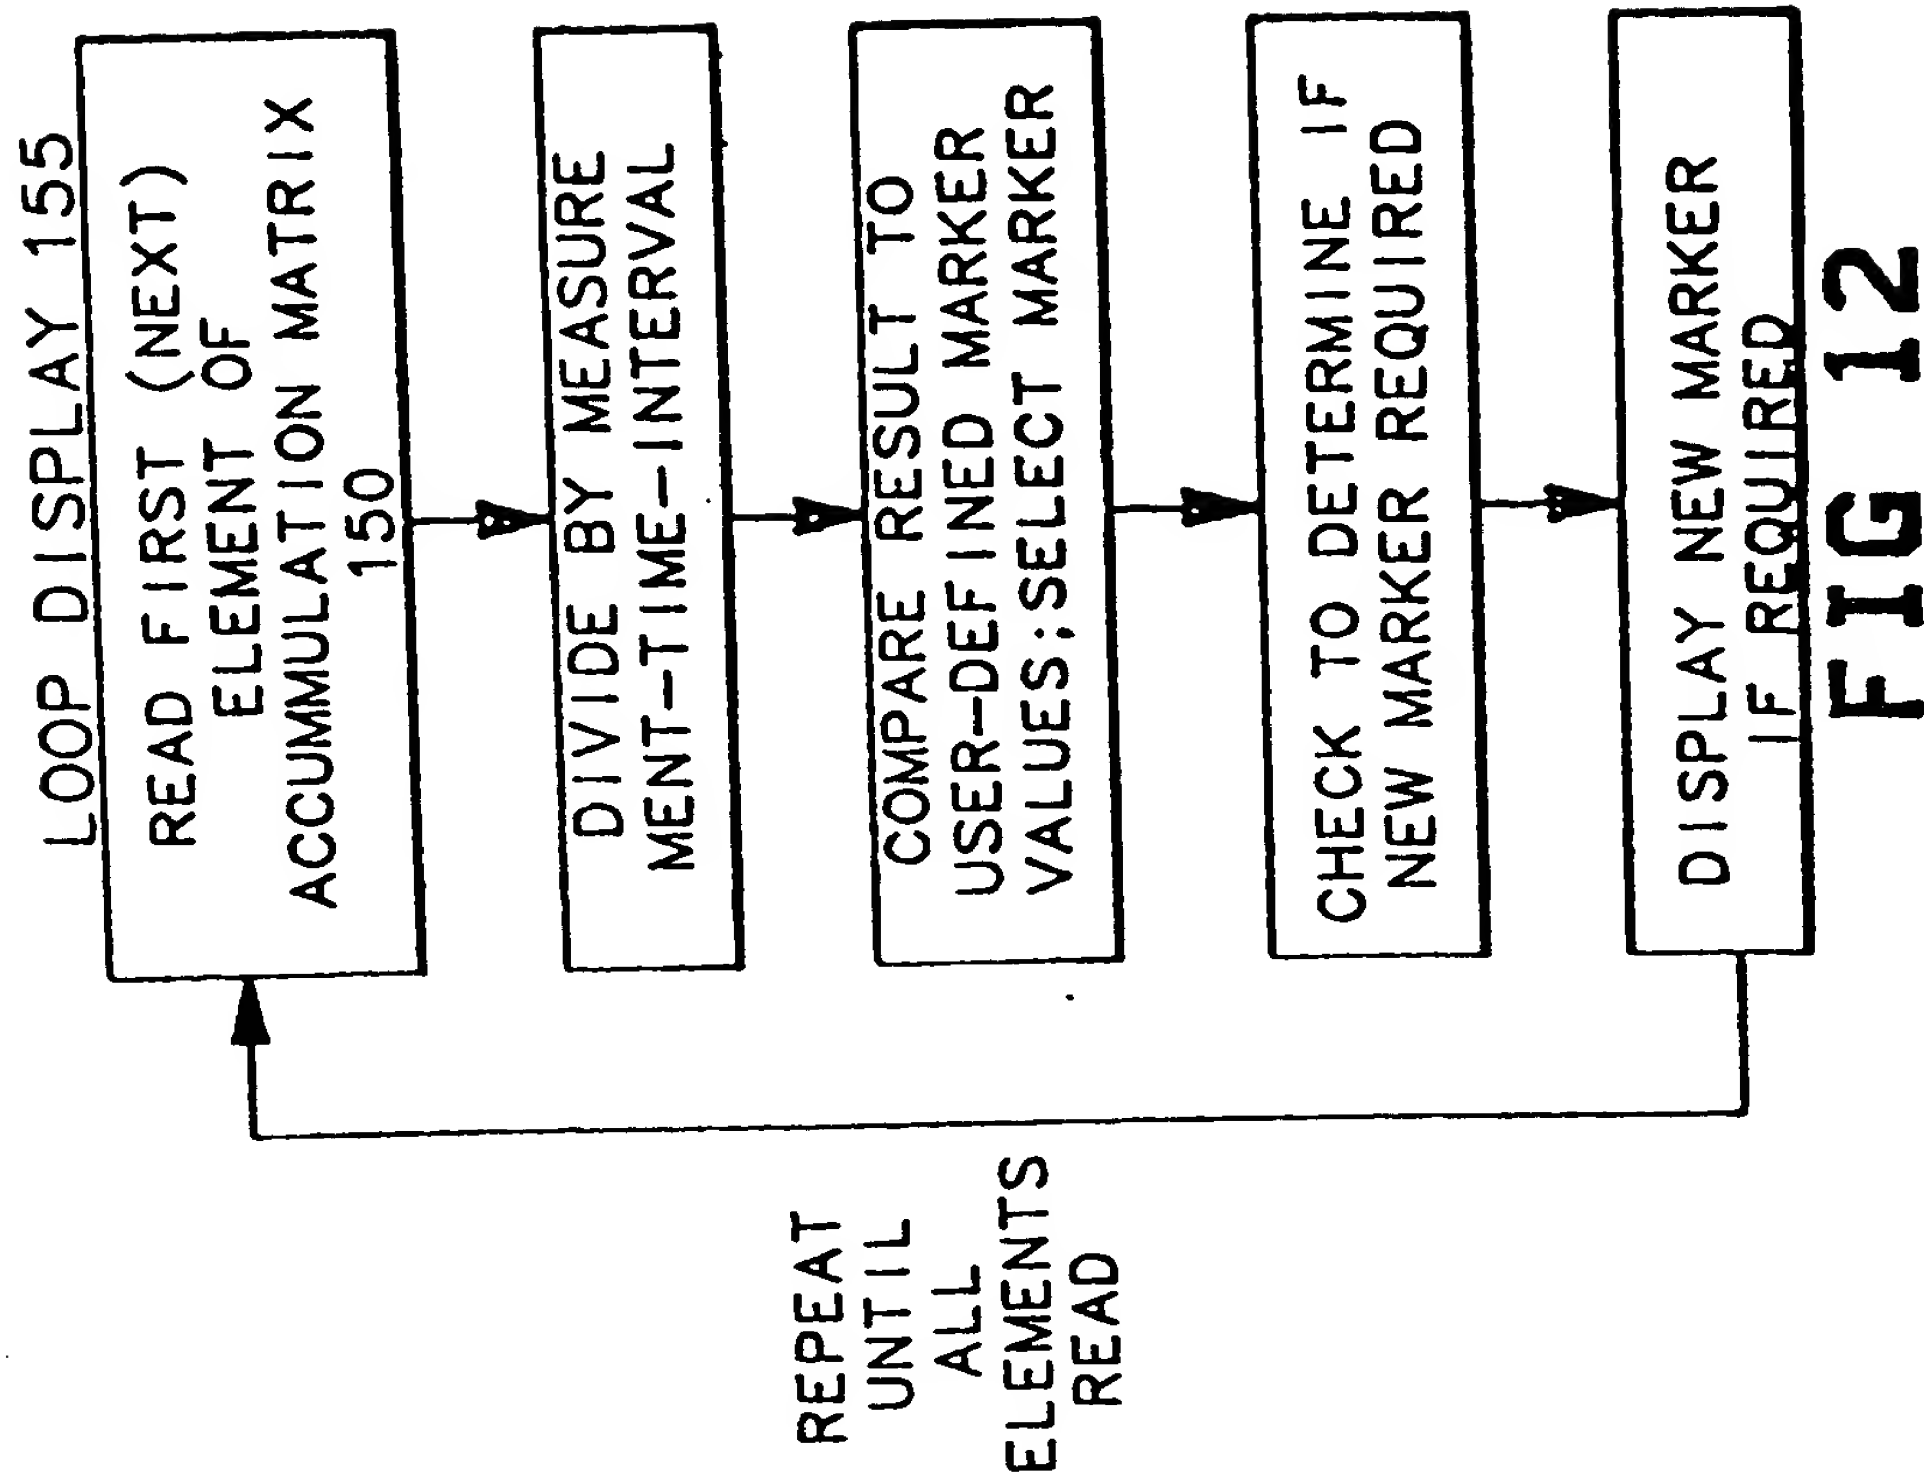 LOOP DISPLAY 155
READ FIRST (NEXT)
ELEMENT OF
ACCUMMULATION MATRIX
150
DIVIDE BY MEASURE
MENT-TIME-INTERVAL
COMPARE RESULT TO
USER-DEFINED MARKER
VALUES;SELECT MARKER
CHECK TO DETERMINE IF
NEW MARKER REQUIRED
DISPLAY NEW MARKER
IF REQUIRED
REPEAT
UNTIL
ALL
ELEMENTS
READ
FIG 12